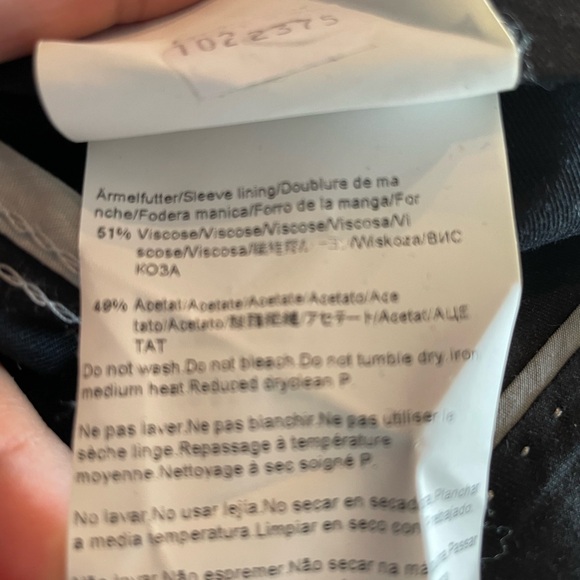 1022375
Ärmelfutter/Sleeve lining/Doublure de ma
nche/Fodera manica/Forro de la manga/For
51% Viscose/Viscose/Viscose/Viscosa/Vi
scose/Viscosa/ /Wiskoza/ВИС
КОЗА
49% Acetat/Acetate/Acetate/Acetato/Ace
tato/Acetato/ アセテート/Acetat/АЦЕ
TAT
Do not wash.Do not bleach.Do not tumble dry.Iron
medium heat.Reduced dryclean P.
Ne pas laver.Ne pas blanchir.Ne pas utiliser le
sèche linge.Repassage à température
moyenne.Nettoyage à sec soigné P.
No lavar.No usar lejía.No secar en secadora.Planchar
a media temperatura.Limpiar en seco con trabajado
Não lavar.Não espremer.Não secar na Passar